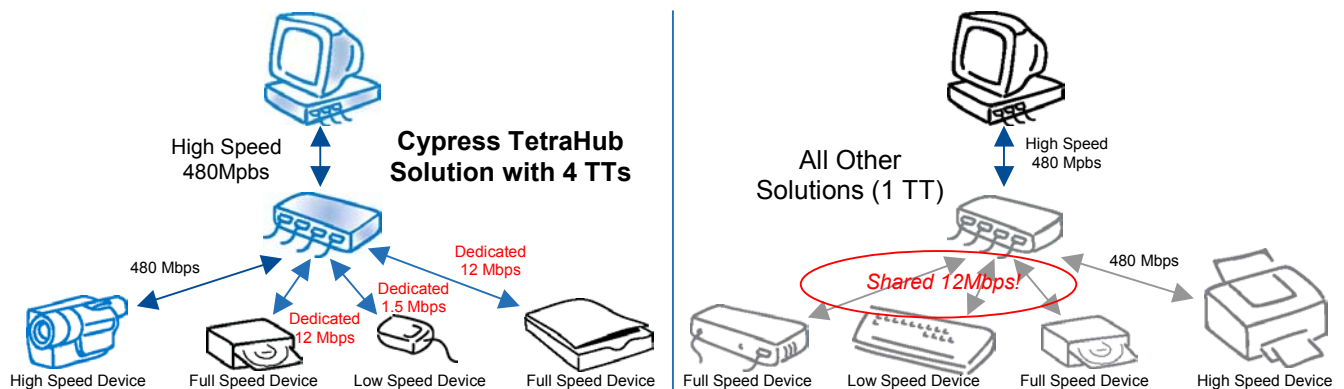 High Speed
480Mpbs
Cypress TetraHub
Solution with 4 TTs
480 Mbps
Dedicated
12 Mbps
Dedicated
1.5 Mbps
Dedicated
12 Mbps
High Speed Device
Full Speed Device
Low Speed Device
Full Speed Device
High Speed
480 Mbps
All Other
Solutions (1 TT)
Shared 12Mbps!
480 Mbps
Full Speed Device
Low Speed Device
Full Speed Device
High Speed Device